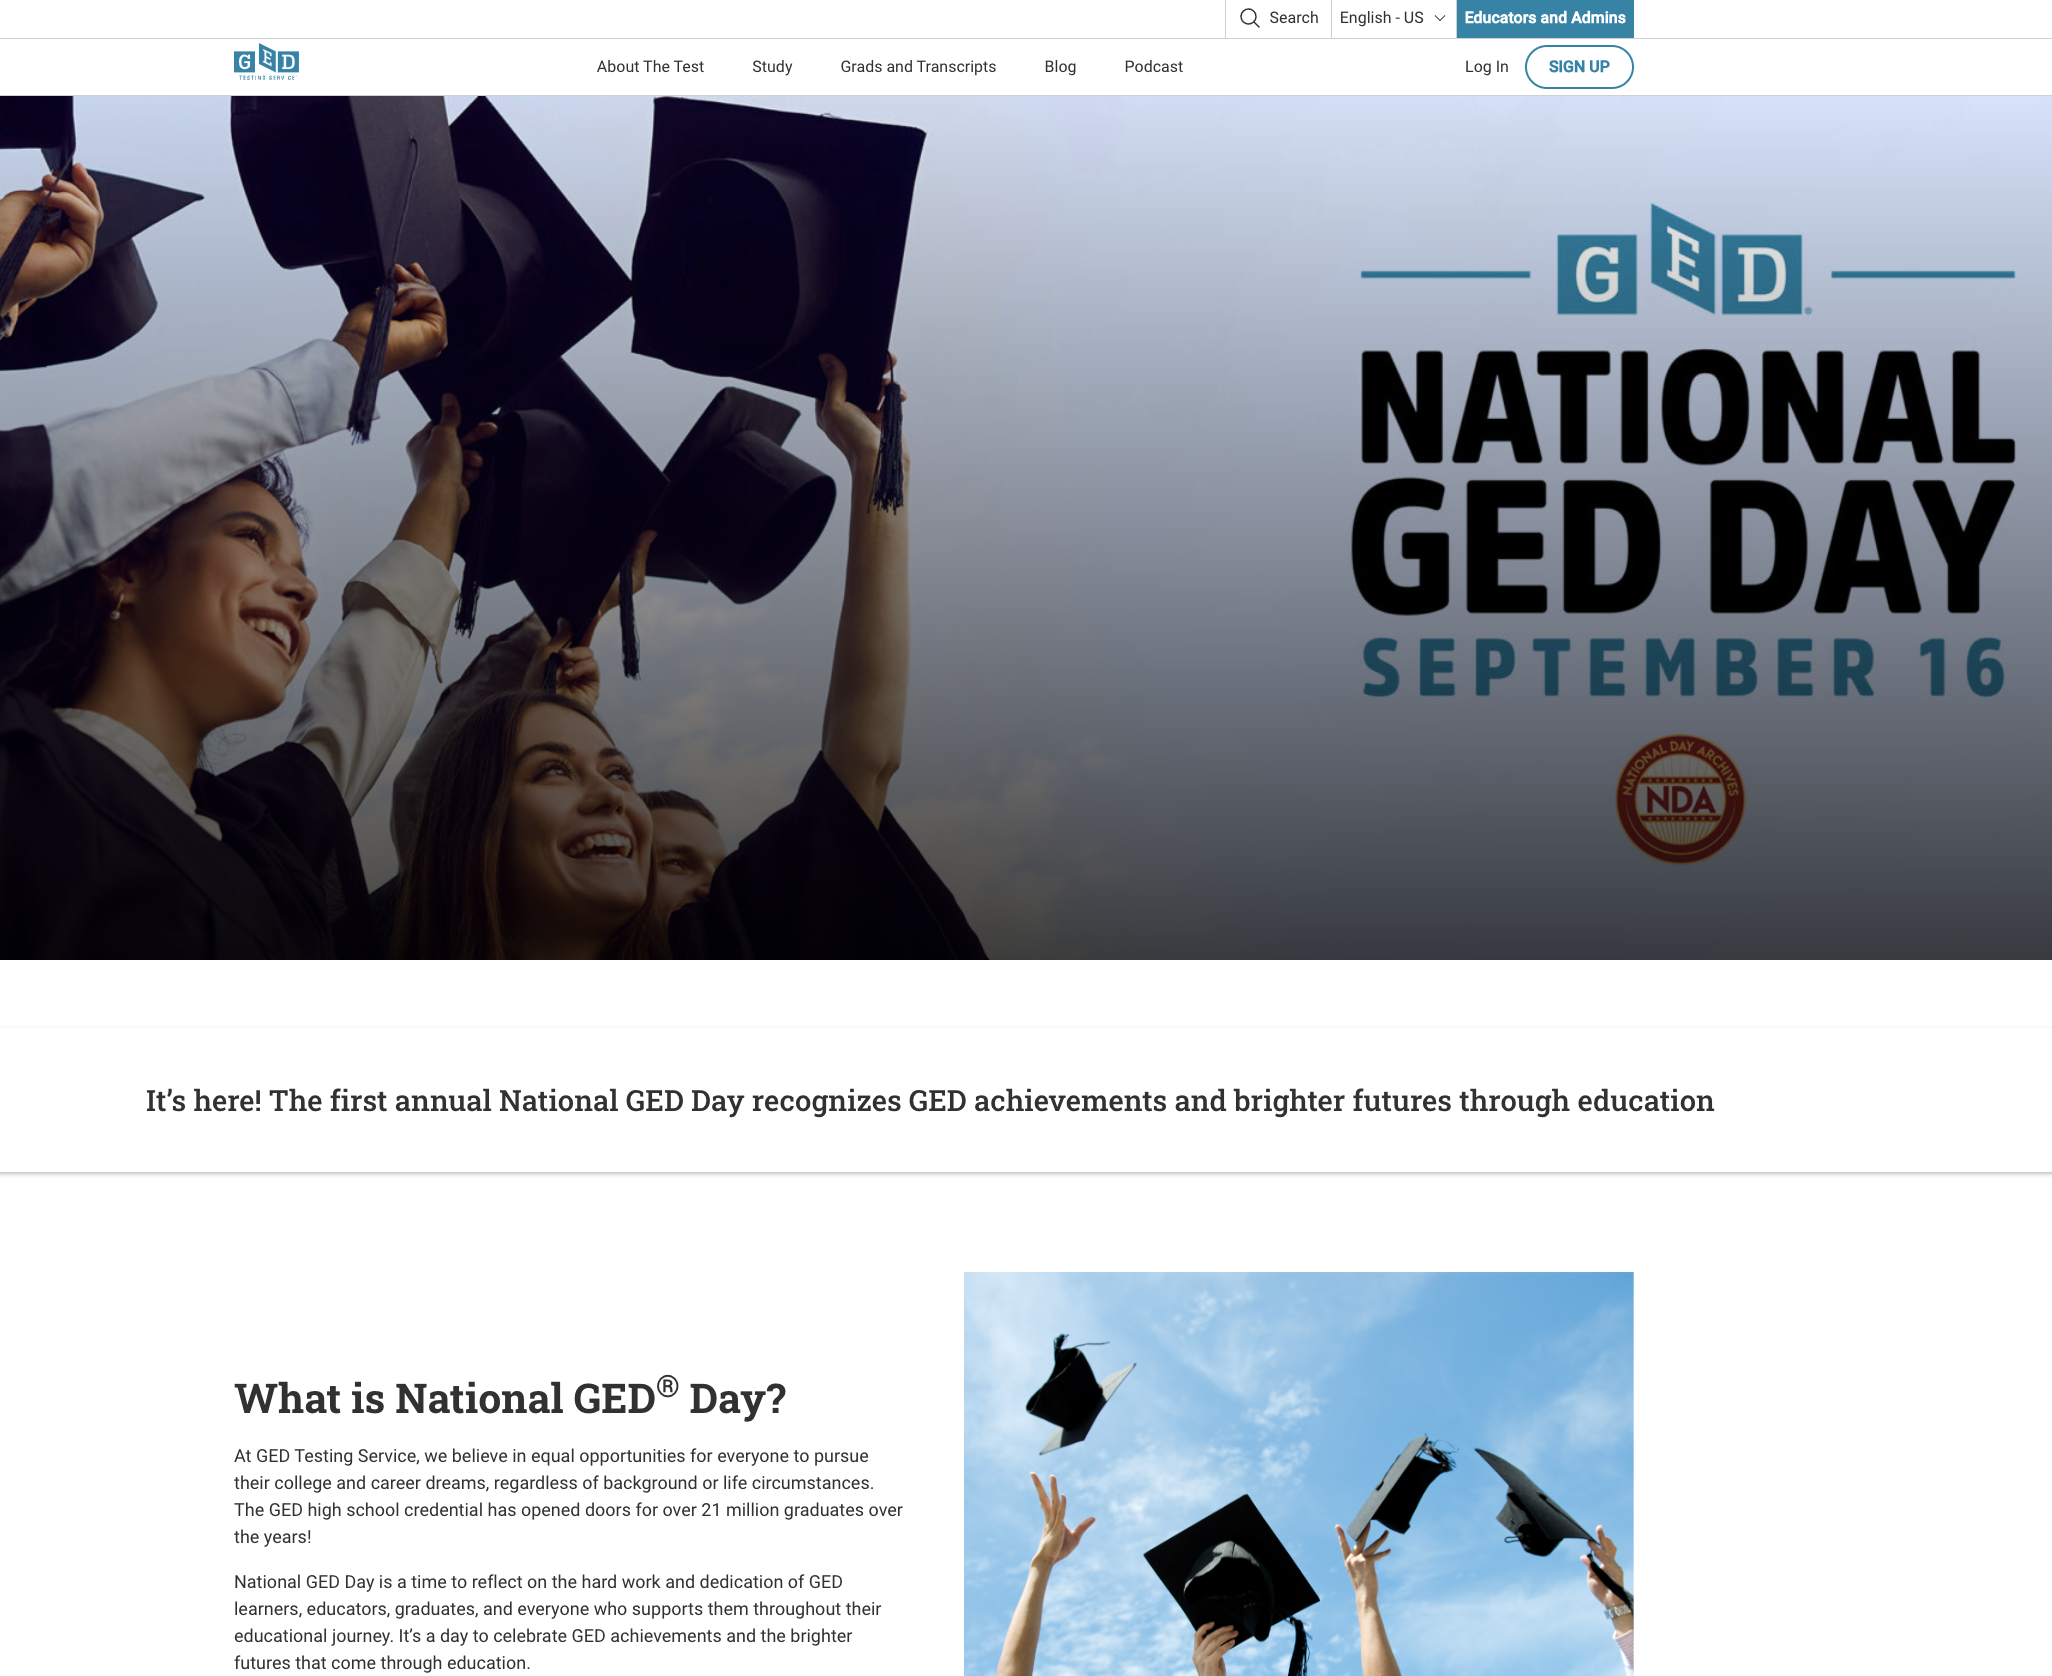 Search
English - US
Educators and Admins
GED
TESTING SERVICE
About The Test
Study
Grads and Transcripts
Blog
Podcast
Log In
SIGN UP
GED®
NATIONAL
GED DAY
SEPTEMBER 16
NATIONAL DAY ARCHIVES
NDA
It’s here! The first annual National GED Day recognizes GED achievements and brighter futures through education
What is National GED® Day?
At GED Testing Service, we believe in equal opportunities for everyone to pursue
their college and career dreams, regardless of background or life circumstances.
The GED high school credential has opened doors for over 21 million graduates over
the years!
National GED Day is a time to reflect on the hard work and dedication of GED
learners, educators, graduates, and everyone who supports them throughout their
educational journey. It’s a day to celebrate GED achievements and the brighter
futures that come through education.